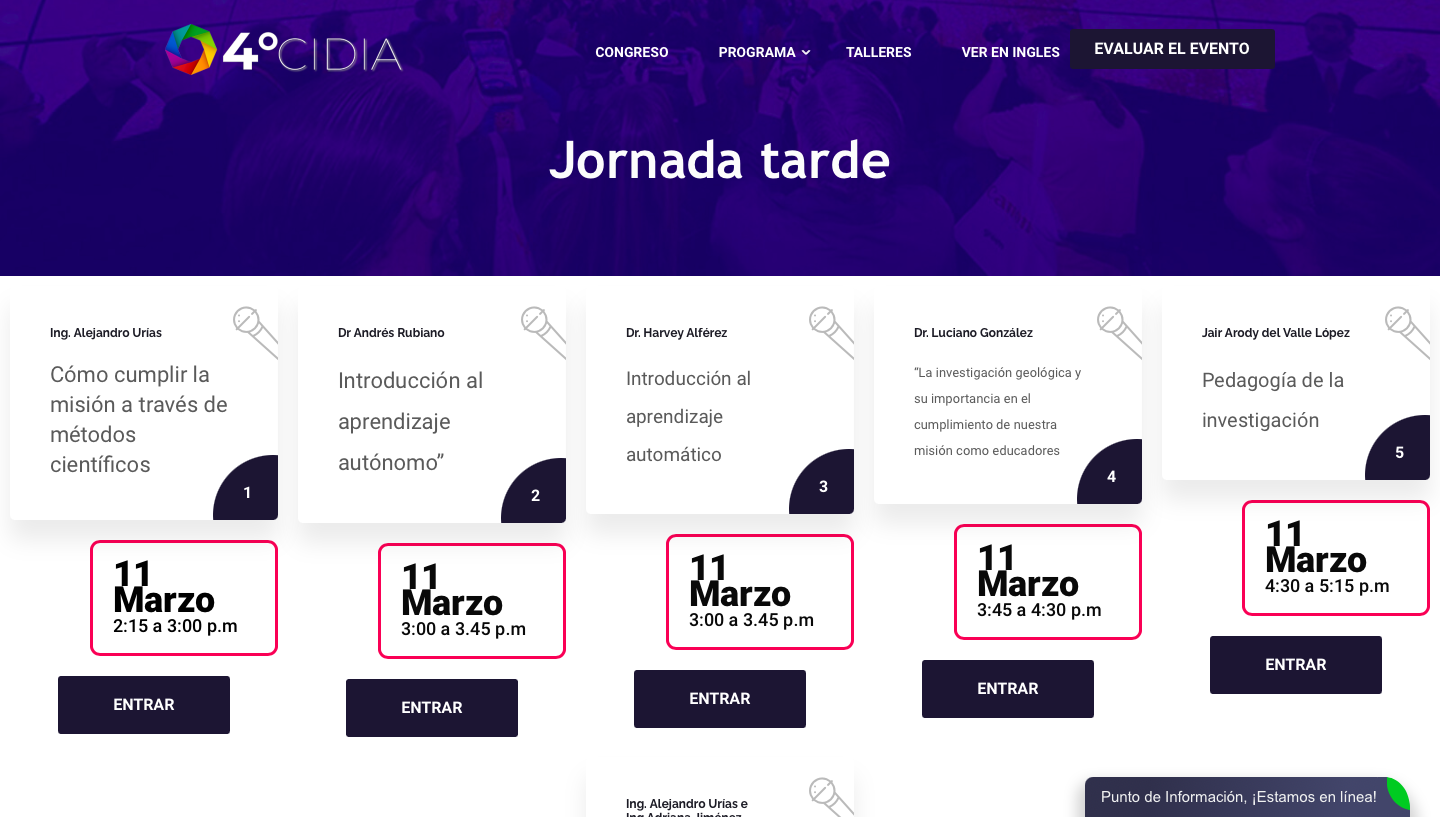 4° CIDIA
CONGRESO
PROGRAMA
TALLERES
VER EN INGLES
EVALUAR EL EVENTO
Jornada tarde
Ing. Alejandro Urías
Cómo cumplir la
misión a través de
métodos
científicos
1
11
Marzo
2:15 a 3:00 p.m
ENTRAR
Dr Andrés Rubiano
Introducción al
aprendizaje
autónomo”
2
11
Marzo
3:00 a 3.45 p.m
ENTRAR
Dr. Harvey Alférez
Introducción al
aprendizaje
automático
3
11
Marzo
3:00 a 3.45 p.m
ENTRAR
Dr. Luciano González
“La investigación geológica y
su importancia en el
cumplimiento de nuestra
misión como educadores
4
11
Marzo
3:45 a 4:30 p.m
ENTRAR
Jair Arody del Valle López
Pedagogía de la
investigación
5
11
Marzo
4:30 a 5:15 p.m
ENTRAR
Ing. Alejandro Urías e
Ing Adriana Jiménez
Punto de Información, ¡Estamos en línea!